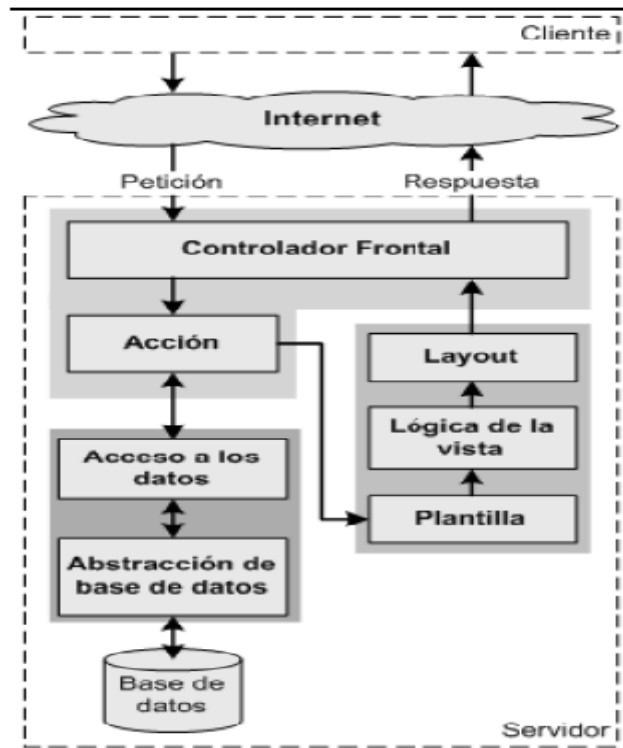 Cliente
Internet
Petición
Respuesta
Controlador Frontal
Acción
Layout
Lógica de la
vista
Acceso a los
datos
Plantilla
Abstracción de
base de datos
Base de
datos
Servidor